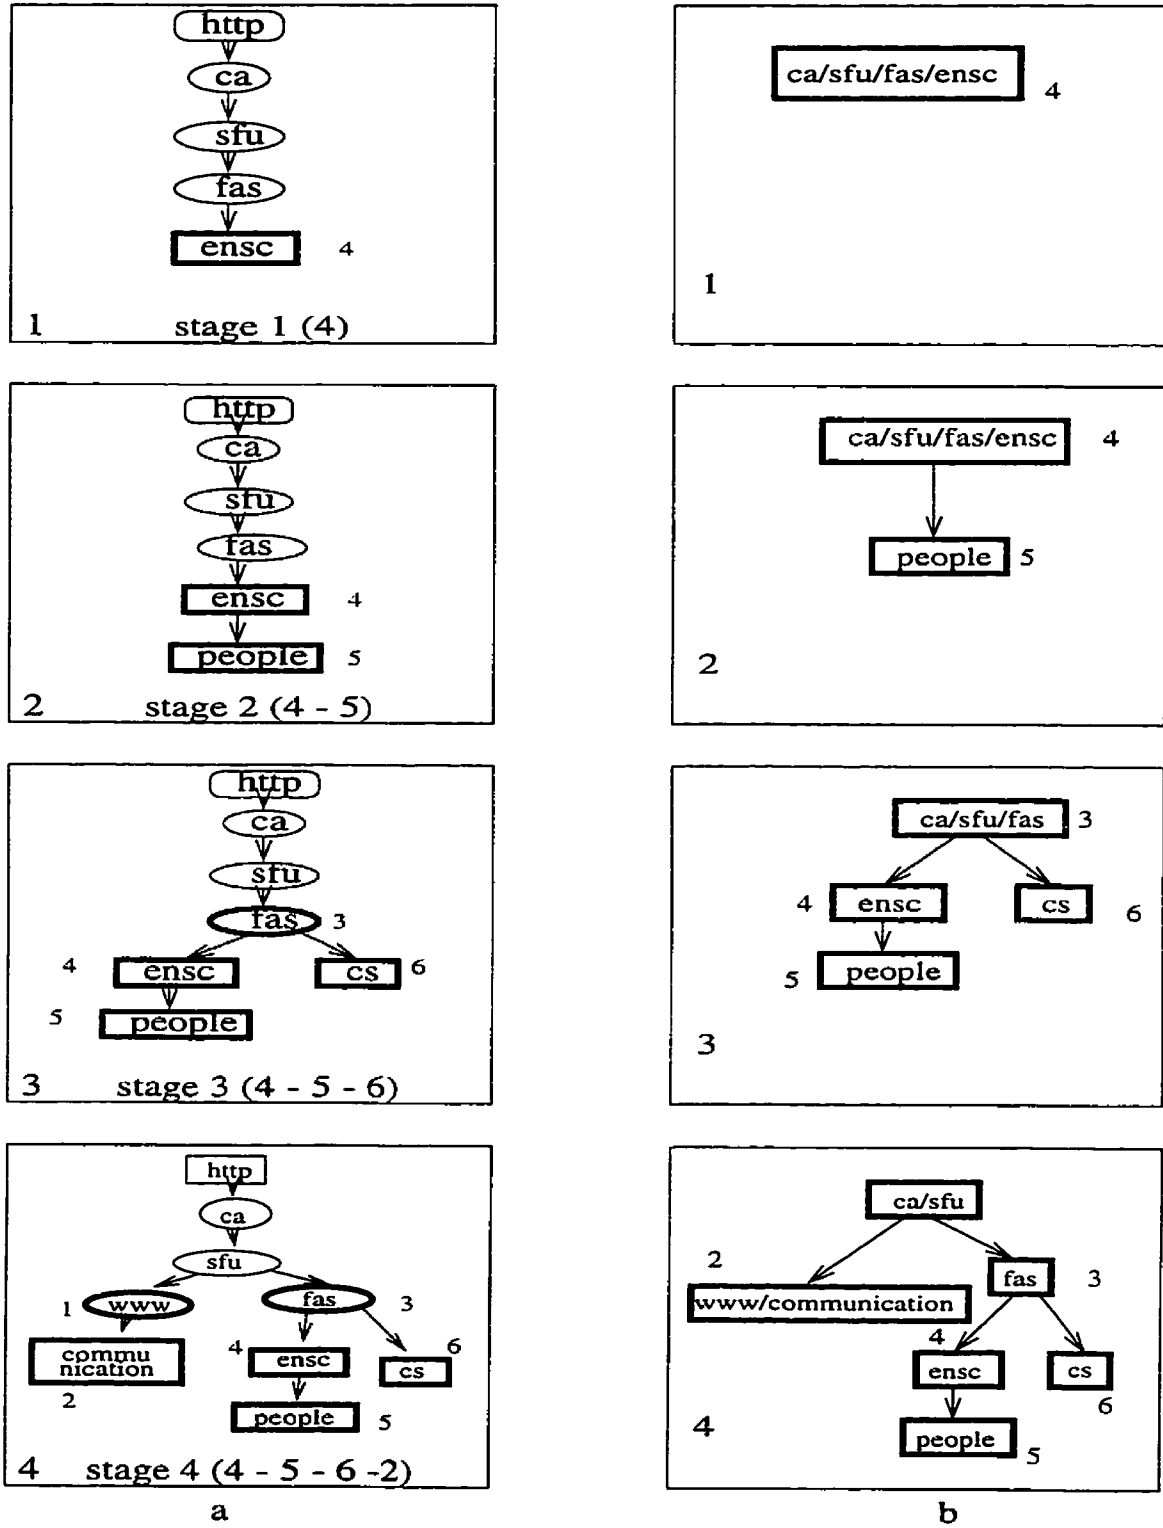 http
ca
sfu
fas
ensc 4
1 stage 1 (4)
ca/sfu/fas/ensc 4
1
http
ca
sfu
fas
ensc 4
people 5
2 stage 2 (4 - 5)
ca/sfu/fas/ensc 4
people 5
2
http
ca
sfu
fas 3
4 ensc cs 6
5 people
3 stage 3 (4 - 5 - 6)
ca/sfu/fas 3
4 ensc cs 6
5 people
3
http
ca
sfu
1 www fas 3
commu
nication
2
4 ensc cs 6
people 5
4 stage 4 (4 - 5 - 6 -2)
ca/sfu
2
www/communication
fas 3
4
ensc cs
6
people 5
4
a
b